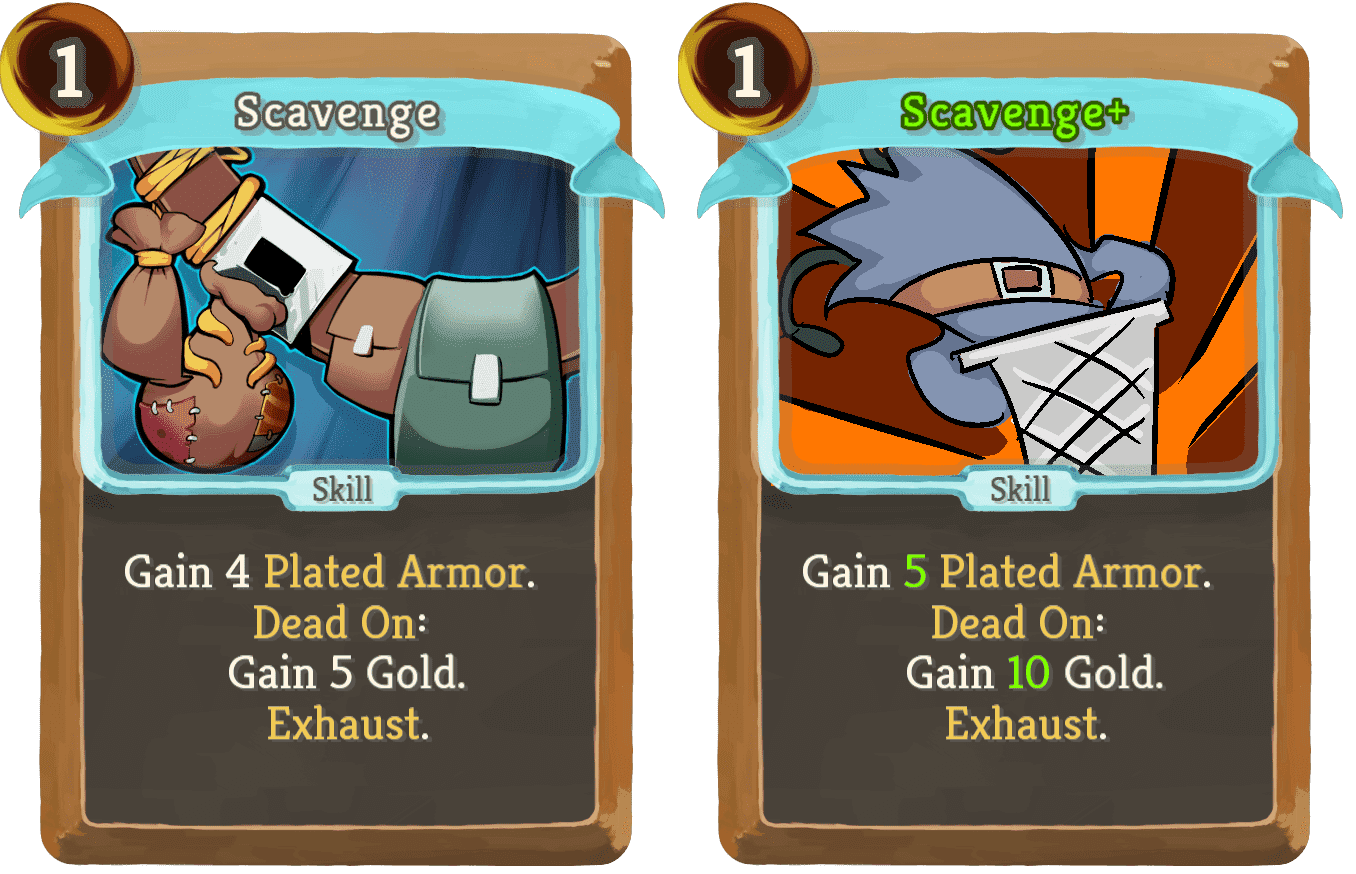 1
Scavenge
Skill
Gain 4 Plated Armor.
Dead On:
Gain 5 Gold.
Exhaust.
1
Scavenge+
Skill
Gain 5 Plated Armor.
Dead On:
Gain 10 Gold.
Exhaust.